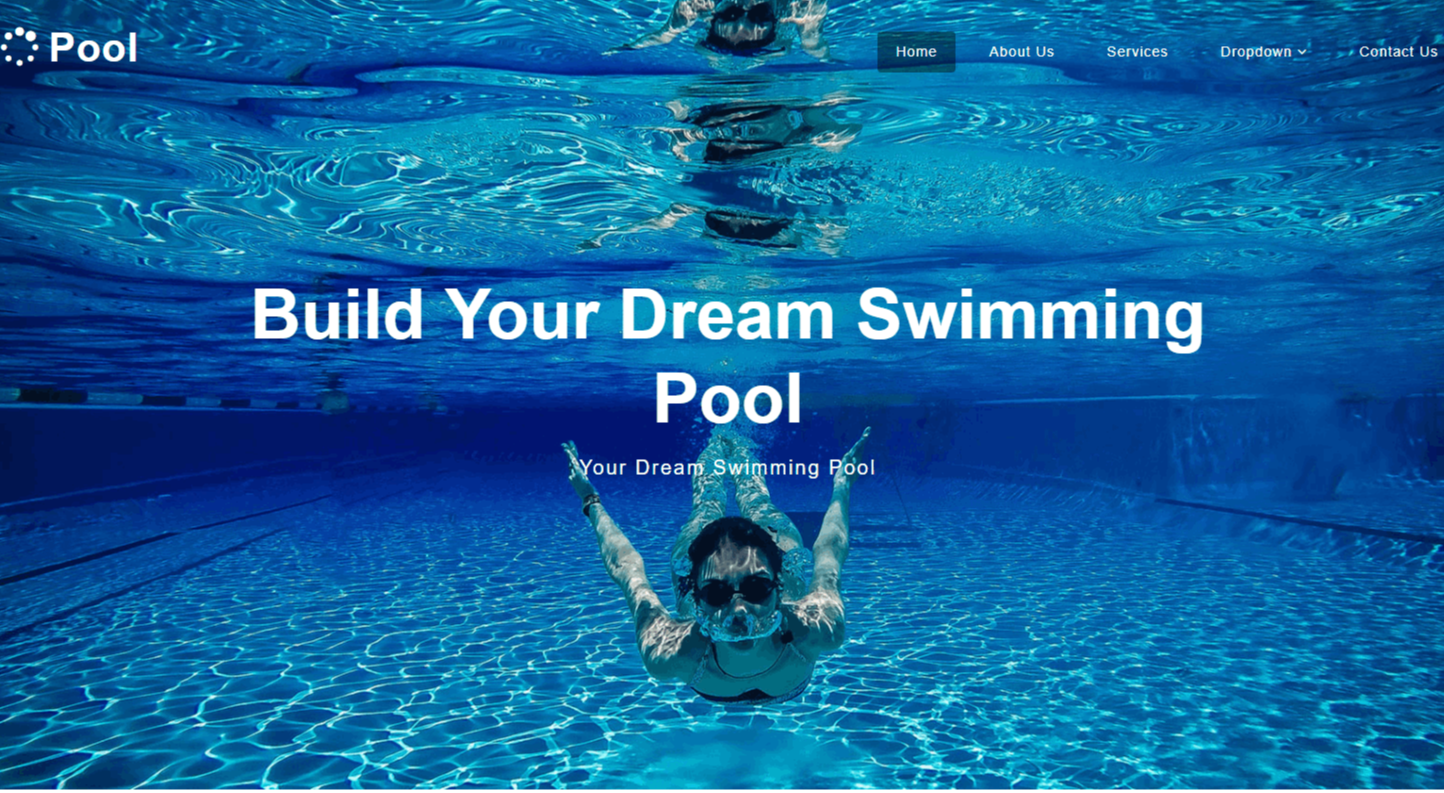 Pool
Home
About Us
Services
Dropdown
Contact Us
Build Your Dream Swimming
Pool
Your Dream Swimming Pool